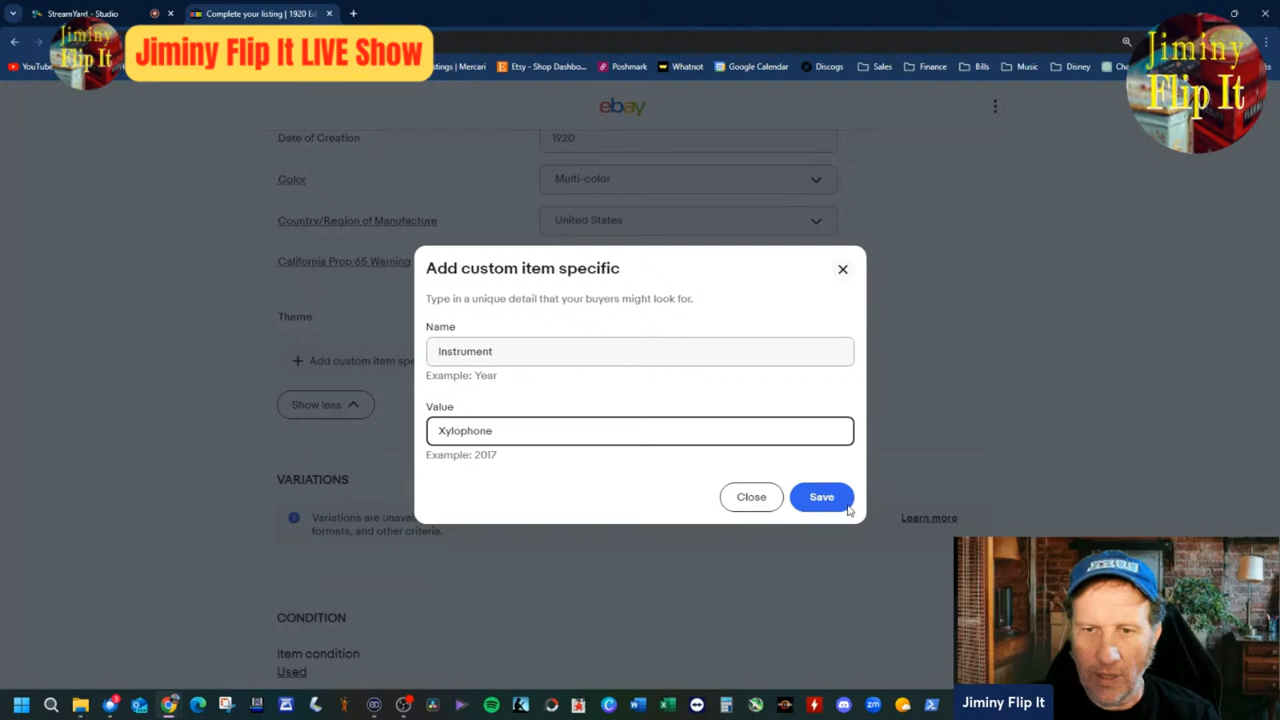 StreamYard - Studio
Complete your listing | 1920 Ed
Jiminy Flip It
Jiminy Flip It LIVE Show
Jiminy Flip It
YouTube
Listings | Mercari
Etsy - Shop Dashbo...
Poshmark
Whatnot
Google Calendar
Discogs
Sales
Finance
Bills
Music
Disney
ebay
Date of Creation
1920
Color
Multi-color
Country/Region of Manufacture
United States
California Prop 65 Warning
Theme
Add custom item spe
Show less
Add custom item specific
Type in a unique detail that your buyers might look for.
Name
Instrument
Example: Year
Value
Xylophone
Example: 2017
Close
Save
VARIATIONS
Variations are unava
formats, and other criteria.
Learn more
CONDITION
Item condition
Used
Jiminy Flip It